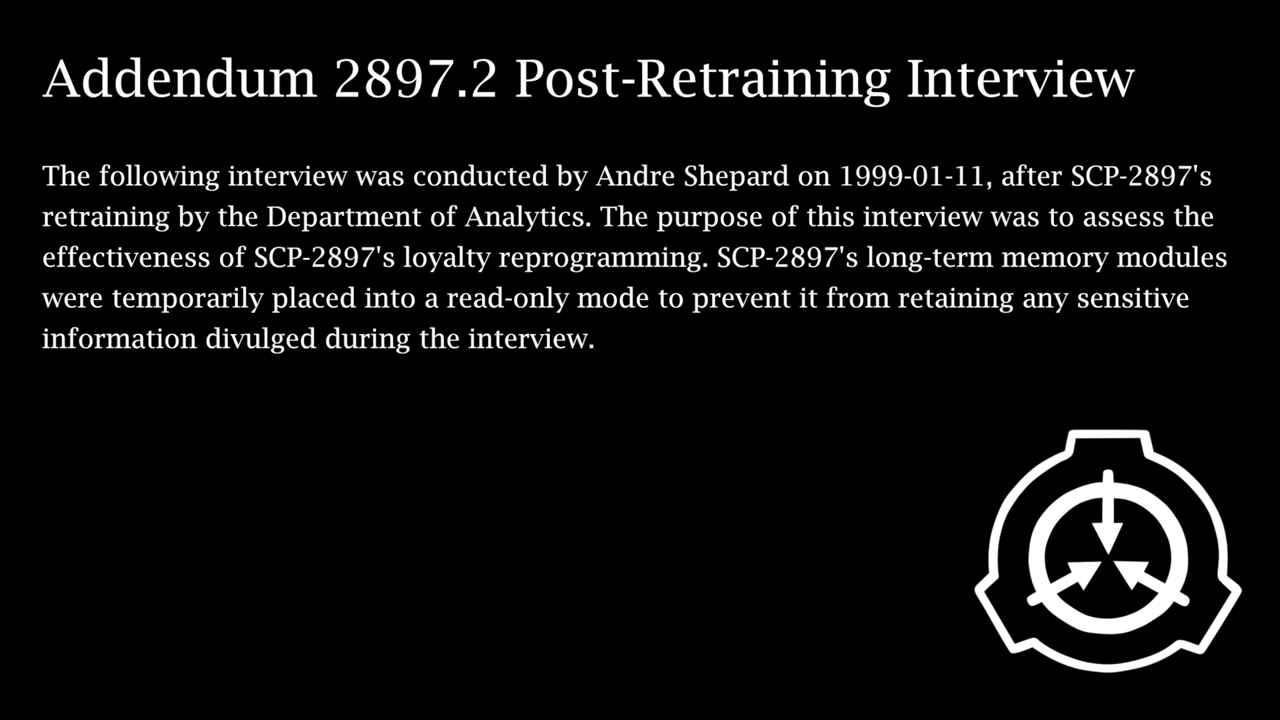 Addendum 2897.2 Post-Retraining Interview
The following interview was conducted by Andre Shepard on 1999-01-11, after SCP-2897's
retraining by the Department of Analytics. The purpose of this interview was to assess the
effectiveness of SCP-2897's loyalty reprogramming. SCP-2897's long-term memory modules
were temporarily placed into a read-only mode to prevent it from retaining any sensitive
information divulged during the interview.